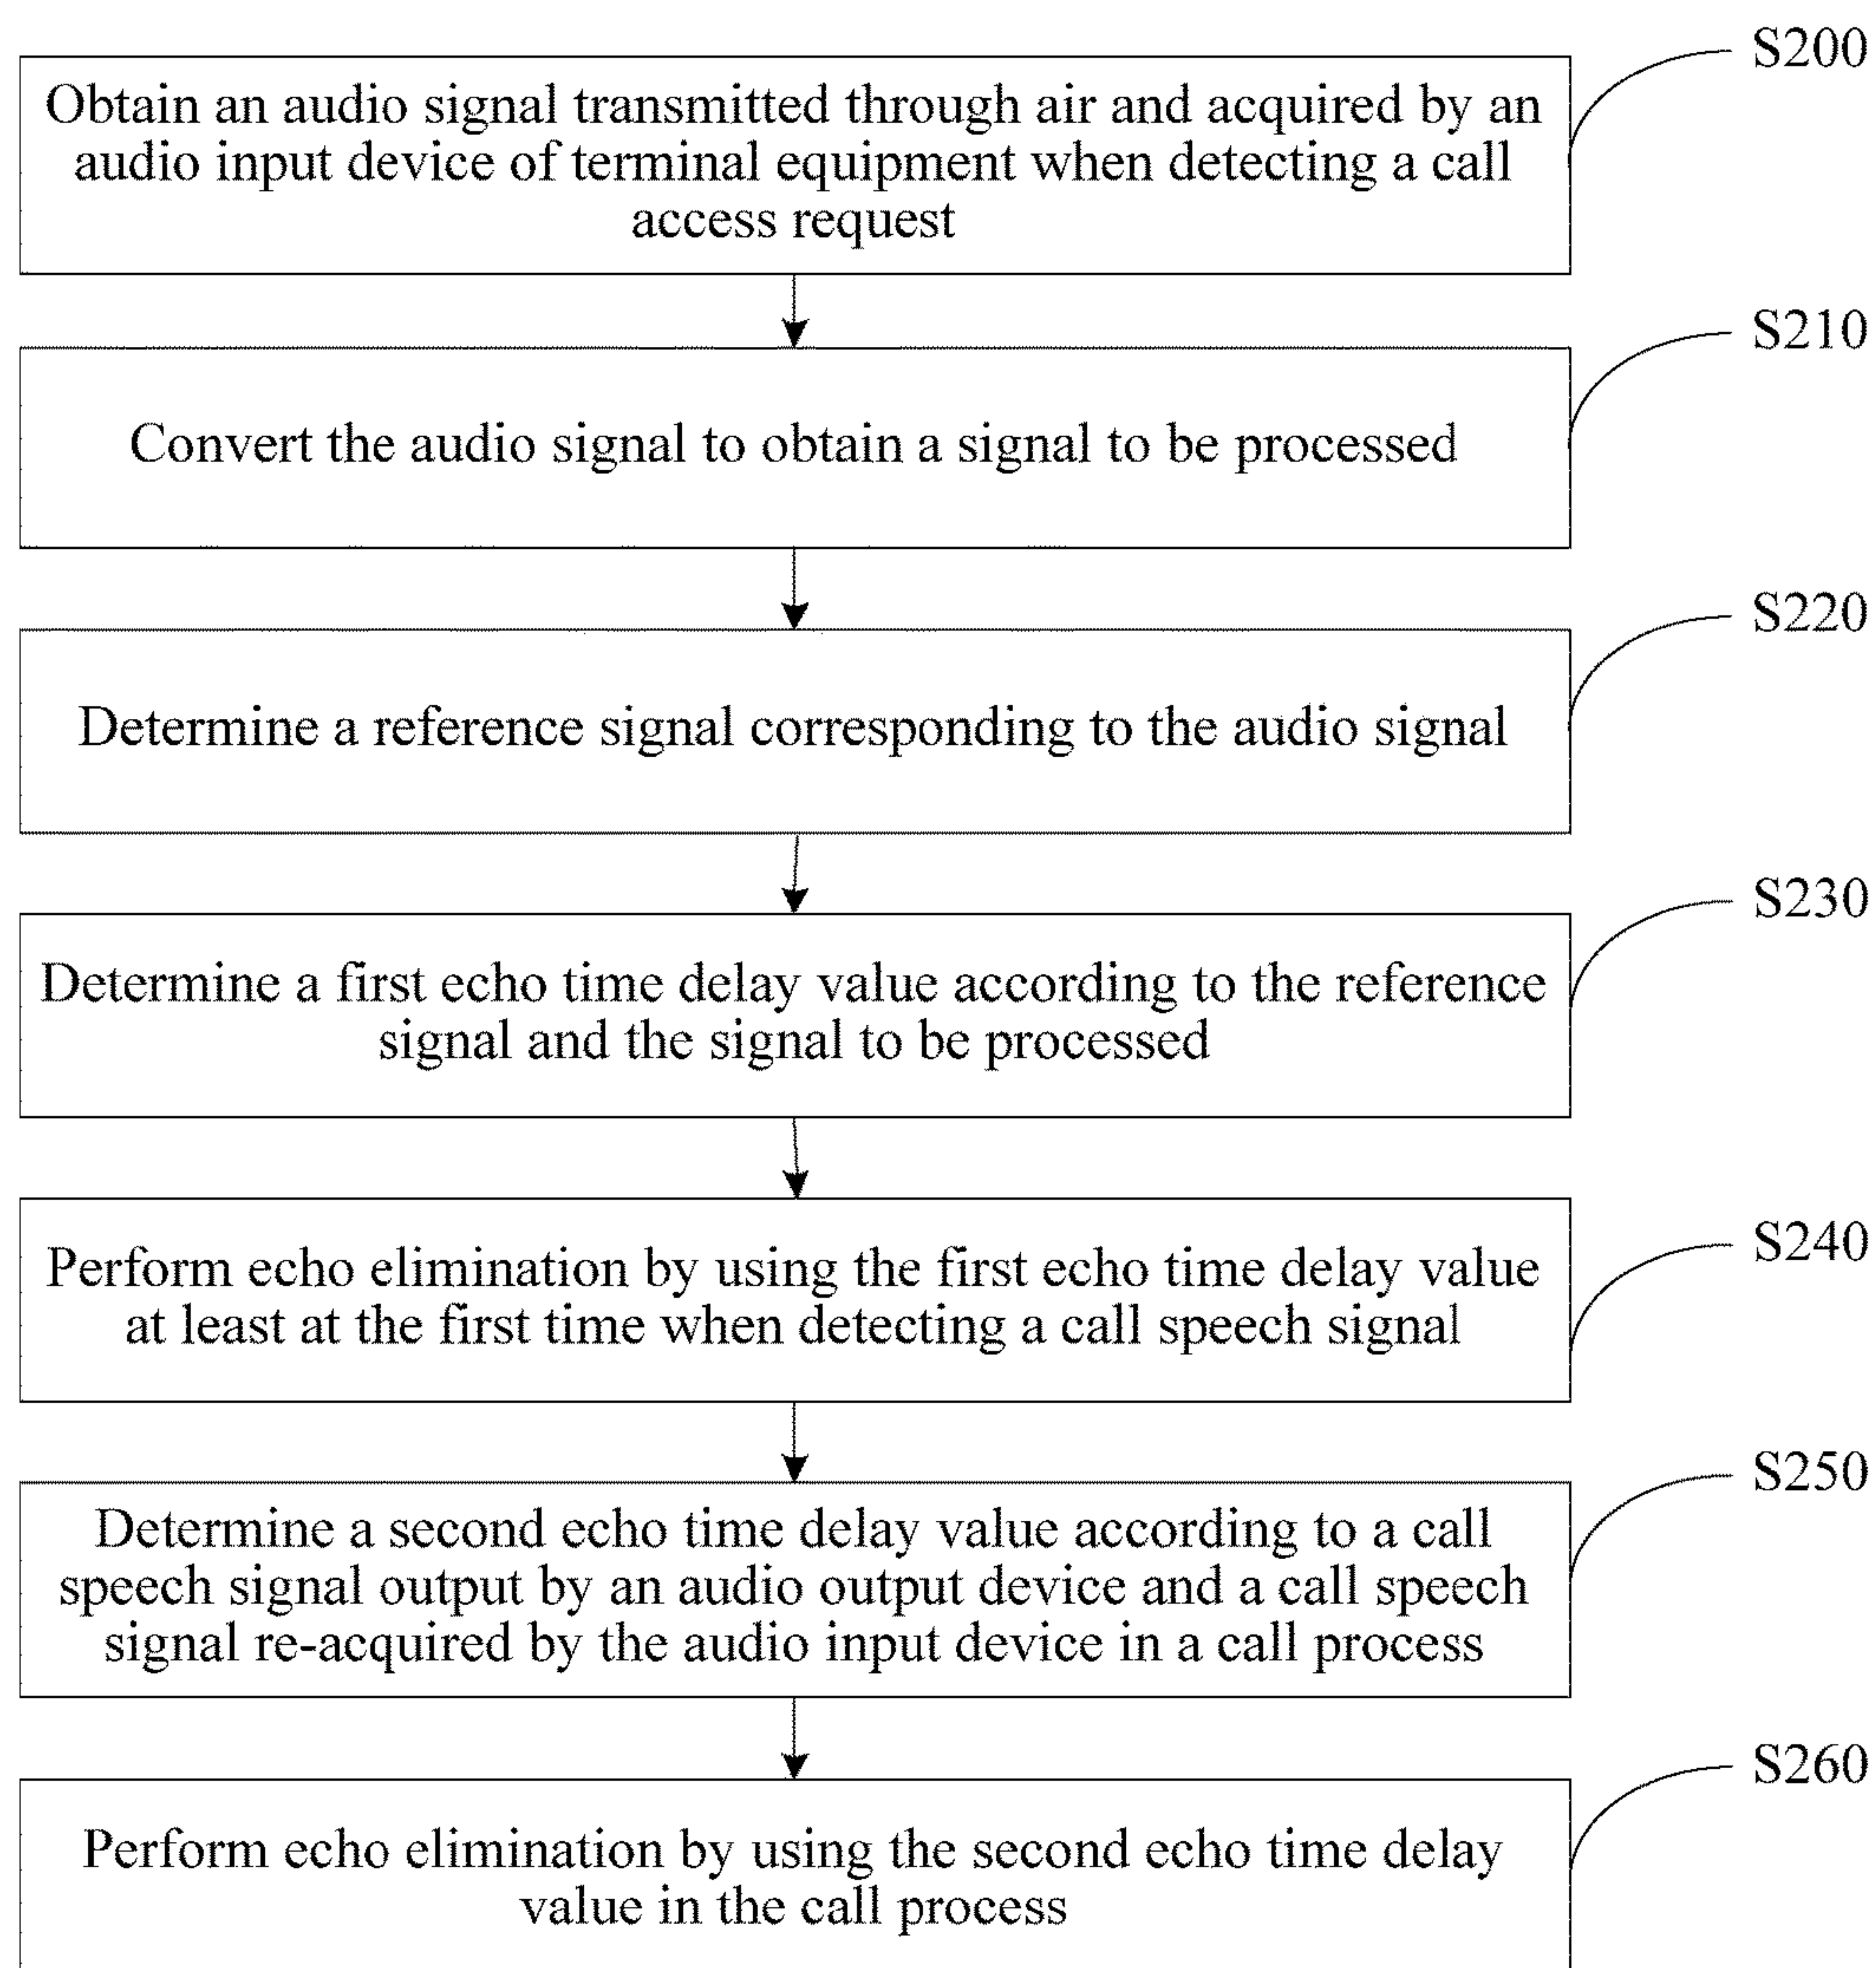 S200
Obtain an audio signal transmitted through air and acquired by an
audio input device of terminal equipment when detecting a call
access request
S210
Convert the audio signal to obtain a signal to be processed
S220
Determine a reference signal corresponding to the audio signal
S230
Determine a first echo time delay value according to the reference
signal and the signal to be processed
S240
Perform echo elimination by using the first echo time delay value
at least at the first time when detecting a call speech signal
S250
Determine a second echo time delay value according to a call
speech signal output by an audio output device and a call speech
signal re-acquired by the audio input device in a call process
S260
Perform echo elimination by using the second echo time delay
value in the call process